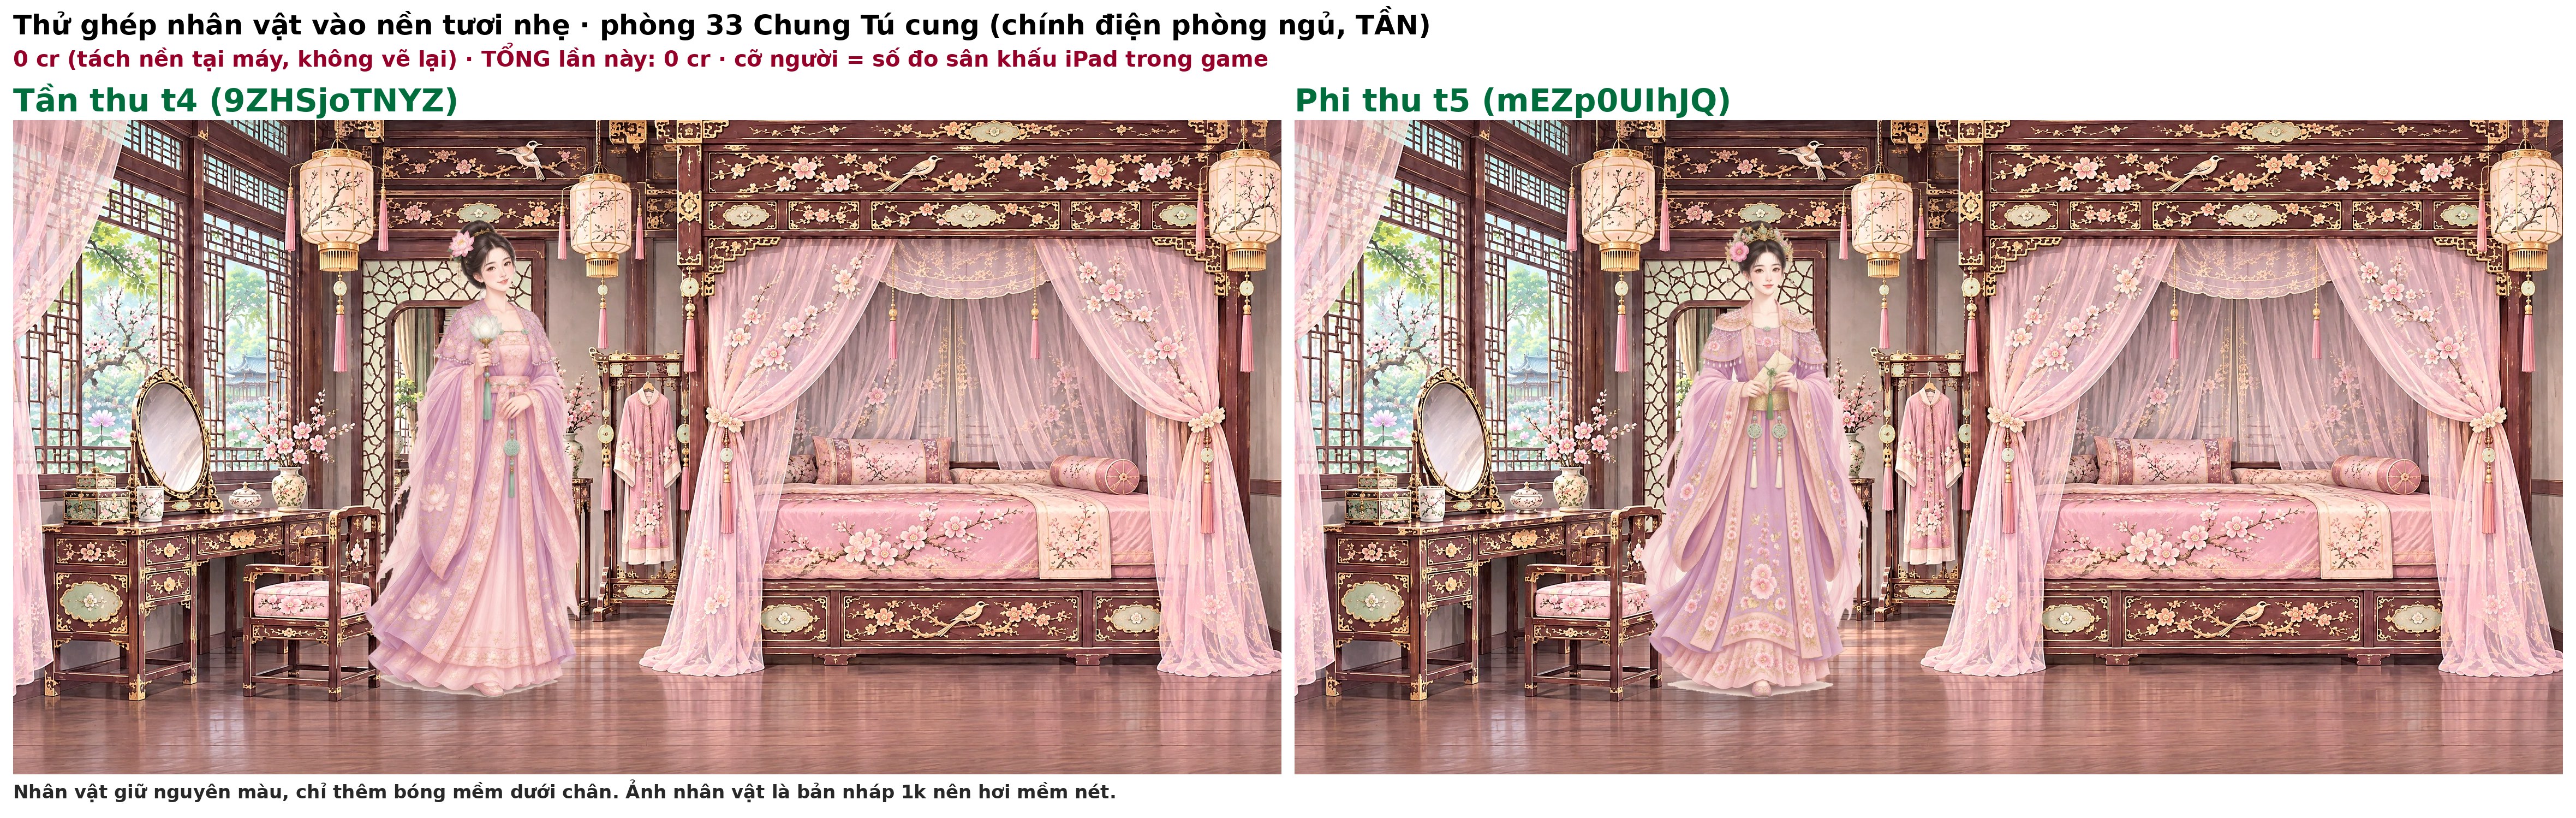 Thử ghép nhân vật vào nền tươi nhẹ · phòng 33 Chung Tú cung (chính điện phòng ngủ, TẦN)
0 cr (tách nền tại máy, không vẽ lại) · TỔNG lần này: 0 cr · cỡ người = số đo sân khấu iPad trong game
Tần thu t4 (9ZHSjoTNYZ)
Phi thu t5 (mEZp0UIhJQ)
Nhân vật giữ nguyên màu, chỉ thêm bóng mềm dưới chân. Ảnh nhân vật là bản nháp 1k nên hơi mềm nét.